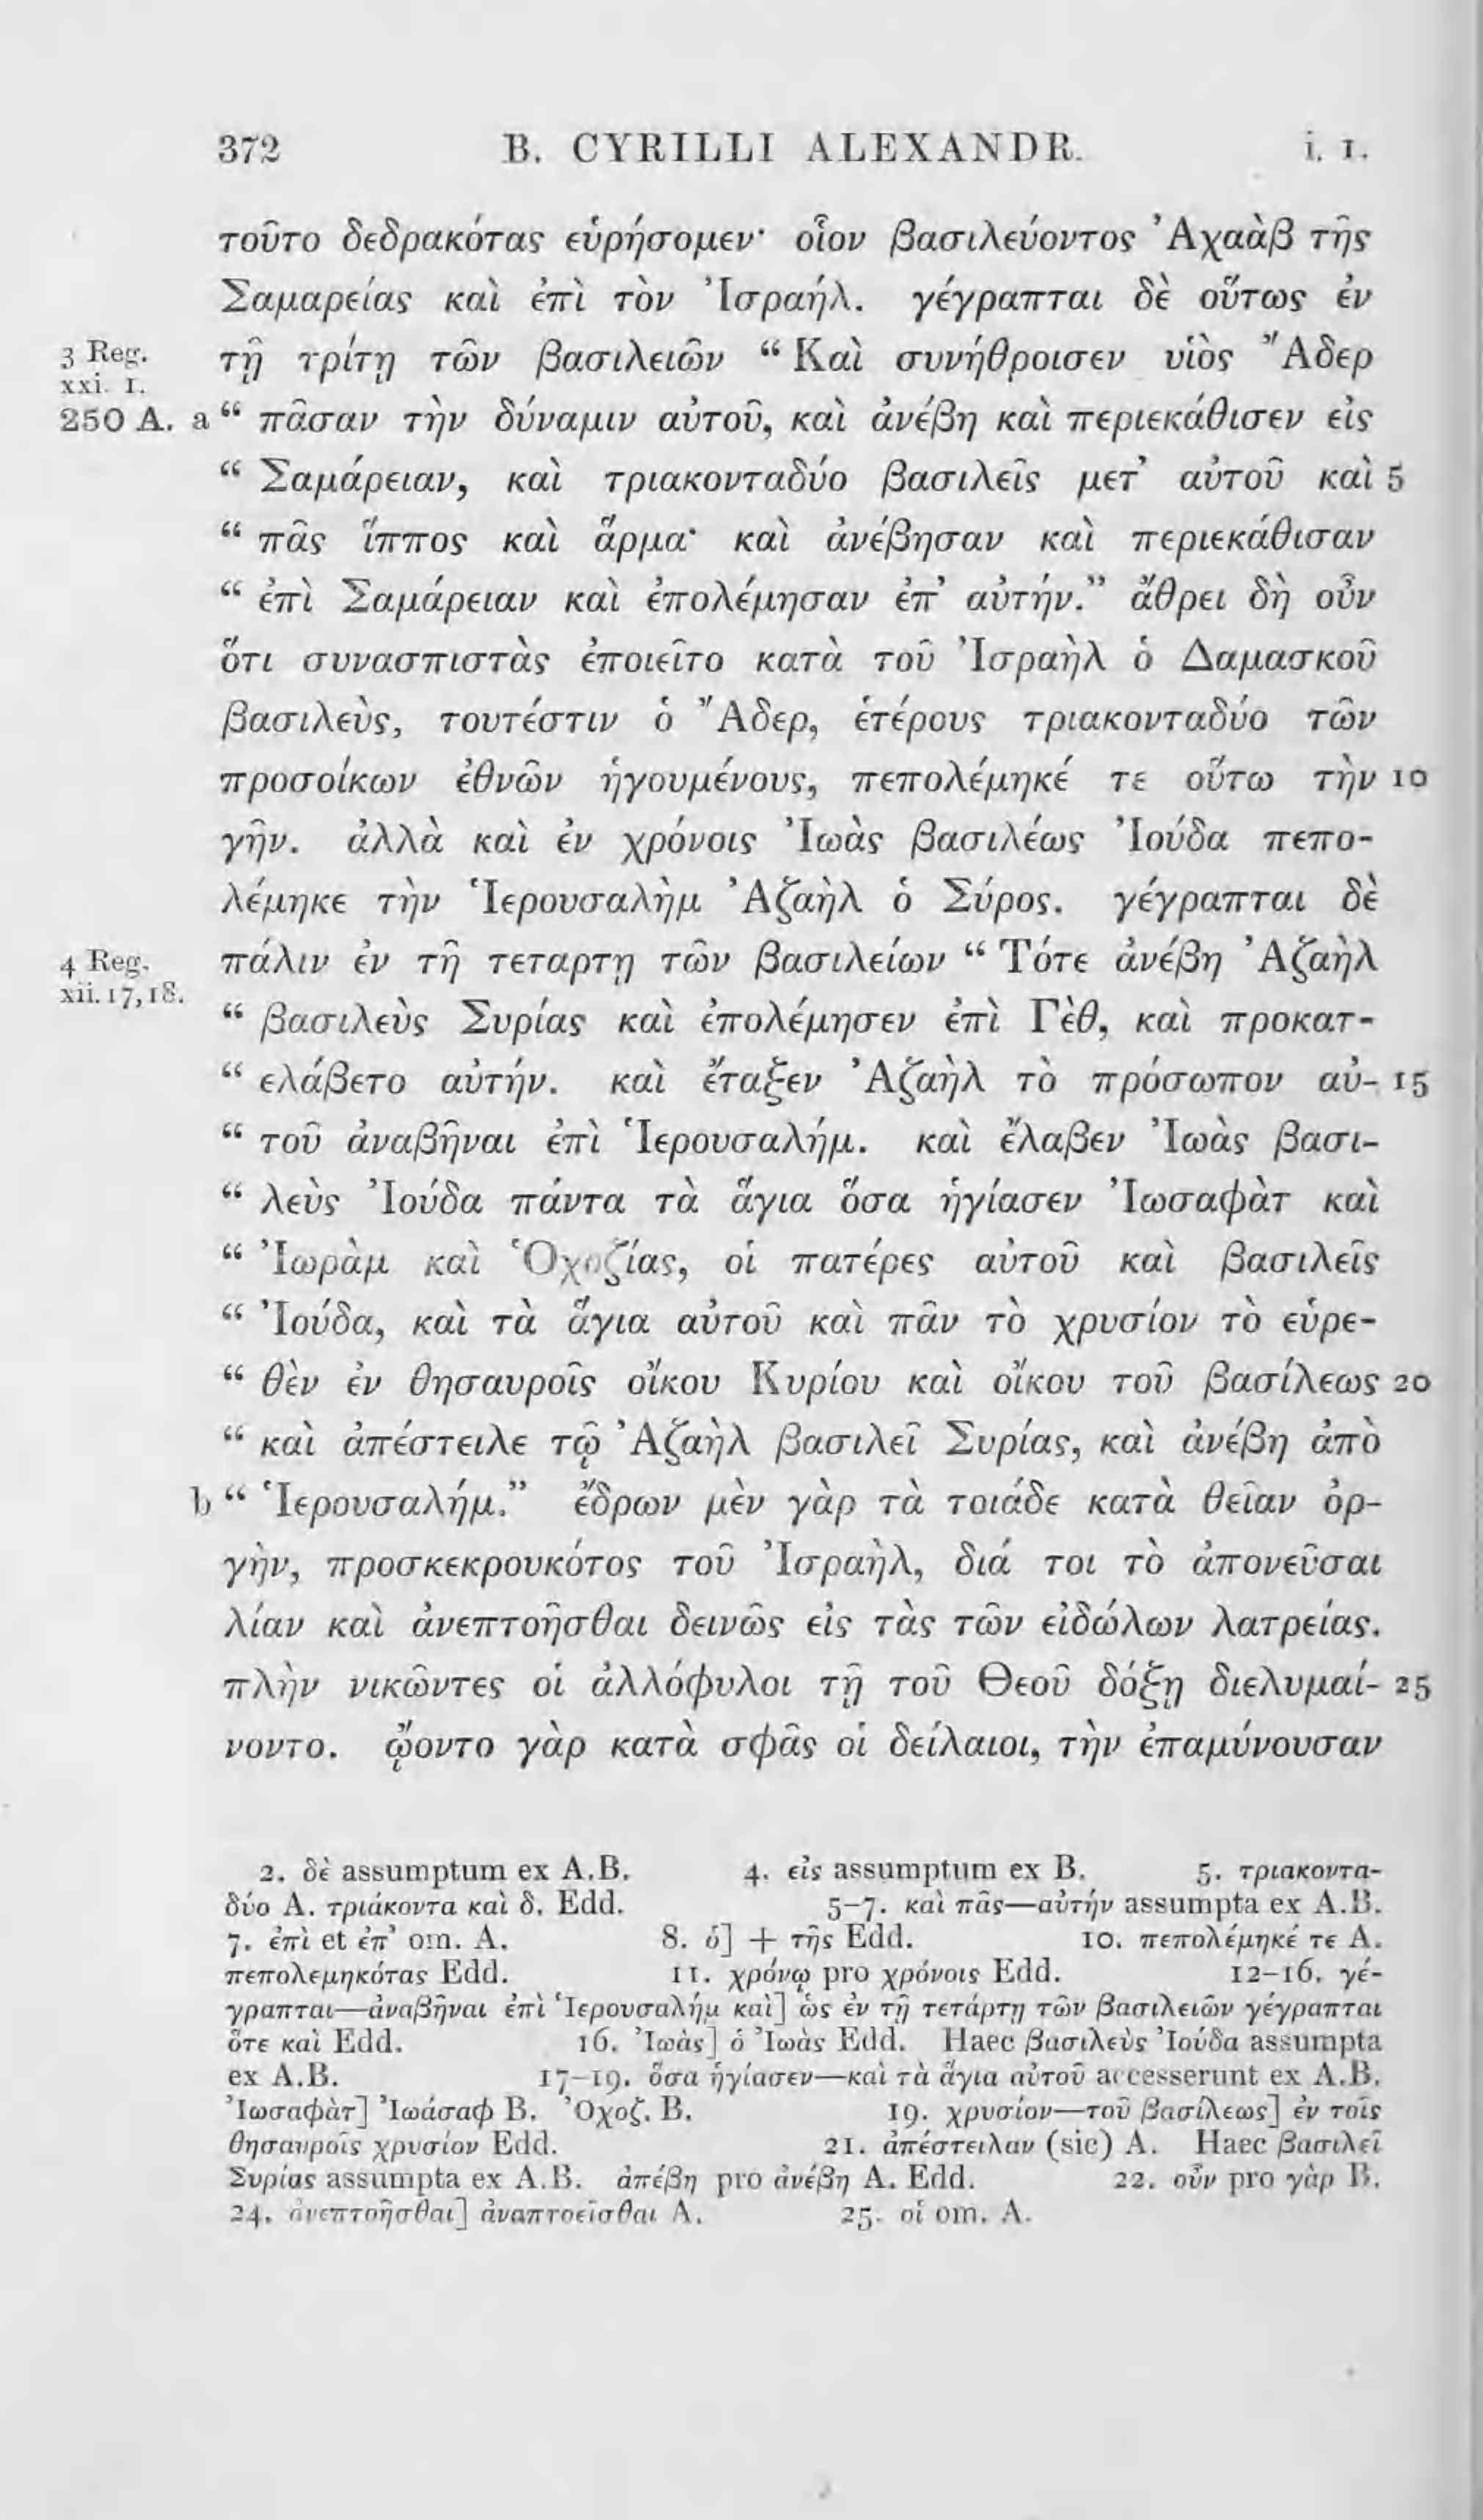 372 B. CYRILLI ALEXANDR. i. 1.
τοῦτο δεδρακότας εὑρήσομεν· οἷον βασιλεύοντος Ἀχαὰβ τῆς
Σαμαρείας καὶ ἐπὶ τὸν Ἰσραήλ. γέγραπται δὲ οὕτως ἐν
3 Reg. τῇ τρίτῃ τῶν βασιλειῶν “ Καὶ συνήθροισεν υἱὸς Ἄδερ
xxi. 1.
250 A. a “ πᾶσαν τὴν δύναμιν αὐτοῦ, καὶ ἀνέβη καὶ περιεκάθισεν εἰς
“ Σαμάρειαν, καὶ τριακονταδύο βασιλεῖς μετ’ αὐτοῦ καὶ 5
“ πᾶς ἵππος καὶ ἅρμα· καὶ ἀνέβησαν καὶ περιεκάθισαν
“ ἐπὶ Σαμάρειαν καὶ ἐπολέμησαν ἐπ’ αὐτήν.” ἄθρει δὴ οὖν
ὅτι συνασπιστὰς ἐποιεῖτο κατὰ τοῦ Ἰσραὴλ ὁ Δαμασκοῦ
βασιλεὺς, τουτέστιν ὁ Ἄδερ, ἑτέρους τριακονταδύο τῶν
προσοίκων ἐθνῶν ἡγουμένους, πεπολέμηκέ τε οὕτω τὴν 10
γῆν. ἀλλὰ καὶ ἐν χρόνοις Ἰωὰς βασιλέως Ἰούδα πεπο-
λέμηκε τὴν Ἱερουσαλὴμ Ἀζαὴλ ὁ Σύρος. γέγραπται δὲ
4 Reg. πάλιν ἐν τῆ τεταρτῃ τῶν βασιλείων “ Τότε ἀνέβη Ἀζαὴλ
xii. 17, 18. “ βασιλεὺς Συρίας καὶ ἐπολέμησεν ἐπὶ Γὲθ, καὶ προκατ-
“ ελάβετο αὐτήν. καὶ ἔταξεν Ἀζαὴλ τὸ πρόσωπον αὐ- 15
“ τοῦ ἀναβῆναι ἐπὶ Ἱερουσαλήμ. καὶ ἔλαβεν Ἰωὰς βασι-
“ λεὺς Ἰούδα πάντα τὰ ἅγια ὅσα ἡγίασεν Ἰωσαφὰτ καὶ
“ Ἰωρὰμ καὶ Ὁχοζίας, οἱ πατέρες αὐτοῦ καὶ βασιλεῖς
“ Ἰούδα, καὶ τὰ ἅγια αὐτοῦ καὶ πᾶν τὸ χρυσίον τὸ εὑρε-
“ θὲν ἐν θησαυροῖς οἴκου Κυρίου καὶ οἴκου τοῦ βασίλεως 20
“ καὶ ἀπέστειλε τῷ Ἀζαὴλ βασιλεῖ Συρίας, καὶ ἀνέβη ἀπὸ
b “ Ἱερουσαλήμ.” ἔδρων μὲν γὰρ τὰ τοιάδε κατὰ θείαν ὀρ-
γὴν, προσκεκρουκότος τοῦ Ἰσραὴλ, διά τοι τὸ ἀπονεῦσαι
λίαν καὶ ἀνεπτοῆσθαι δεινῶς εἰς τὰς τῶν εἰδώλων λατρείας.
πλὴν νικῶντες οἱ ἀλλόφυλοι τῇ τοῦ Θεοῦ δόξῃ διελυμαί- 25
νοντο. ᾤοντο γὰρ κατὰ σφᾶς οἱ δείλαιοι, τὴν ἐπαμύνουσαν
2. δὲ assumptum ex A.B. 4. εἰς assumptum ex B. 5. τριακοντα-
δύο A. τριάκοντα καὶ δ. Edd. 5–7. καὶ πᾶς—αὐτήν assumpta ex A.B.
7. ἐπὶ et ἐπ’ om. A. 8. ὁ] + τῆς Edd. 10. πεπολέμηκέ τε A.
πεπολεμηκότας Edd. 11. χρόνῳ pro χρόνοις Edd. 12–16. γέ-
γραπται—ἀναβῆναι ἐπὶ Ἱερουσαλήμ καὶ] ὡς ἐν τῇ τετάρτῃ τῶν βασιλειῶν γέγραπται
ὅτε καὶ Edd. 16. Ἰωὰς] ὁ Ἰωὰς Edd. Haec βασιλεὺς Ἰούδα assumpta
ex A.B. 17–19. ὅσα ἡγίασεν—καὶ τὰ ἅγια αὐτοῦ accesserunt ex A.B.
Ἰωσαφὰτ] Ἰωάσαφ B. Ὀχοζ. B. 19. χρυσίον—τοῦ βασίλεως] ἐν τοῖς
θησαυροῖς χρυσίον Edd. 21. ἀπέστειλαν (sic) A. Haec βασιλεῖ
Συρίας assumpta ex A.B. ἀπέβη pro ἀνέβη A. Edd. 22. οὖν pro γὰρ B.
24. ἀνεπτοῆσθαι] ἀναπτοεῖσθαι A. 25. οἱ om. A.